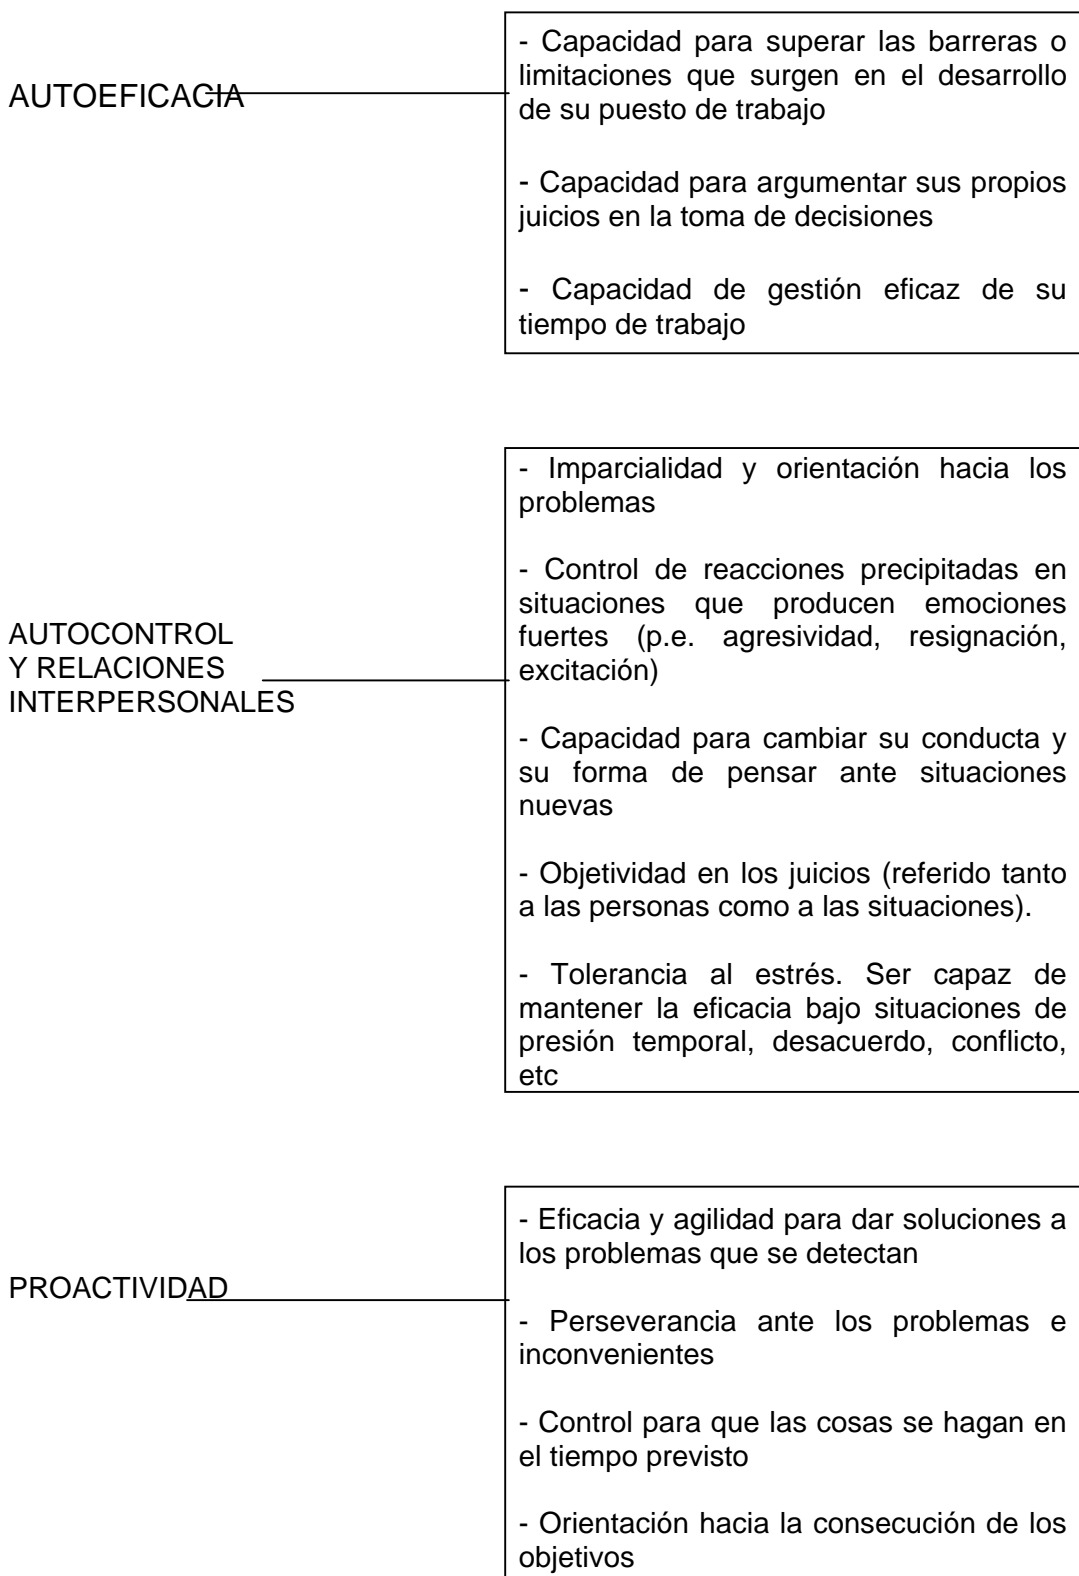 AUTOEFICACIA
- Capacidad para superar las barreras o
limitaciones que surgen en el desarrollo
de su puesto de trabajo
- Capacidad para argumentar sus propios
juicios en la toma de decisiones
- Capacidad de gestión eficaz de su
tiempo de trabajo
AUTOCONTROL
Y RELACIONES
INTERPERSONALES
- Imparcialidad y orientación hacia los
problemas
- Control de reacciones precipitadas en
situaciones que producen emociones
fuertes (p.e. agresividad, resignación,
excitación)
- Capacidad para cambiar su conducta y
su forma de pensar ante situaciones
nuevas
- Objetividad en los juicios (referido tanto
a las personas como a las situaciones).
- Tolerancia al estrés. Ser capaz de
mantener la eficacia bajo situaciones de
presión temporal, desacuerdo, conflicto,
etc
PROACTIVIDAD
- Eficacia y agilidad para dar soluciones a
los problemas que se detectan
- Perseverancia ante los problemas e
inconvenientes
- Control para que las cosas se hagan en
el tiempo previsto
- Orientación hacia la consecución de los
objetivos